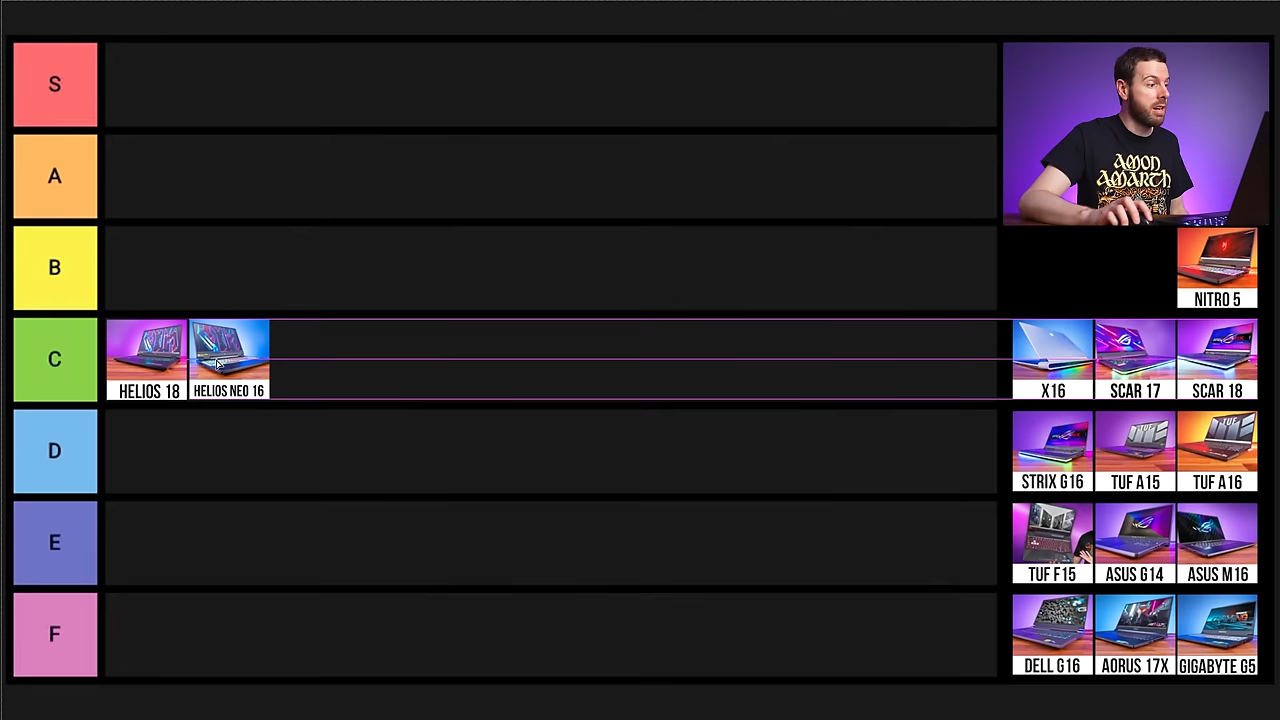 S
A
AMON
AMARTH
B
NITRO 5
C
HELIOS 18
HELIOS NEO 16
X16
SCAR 17
SCAR 18
D
STRIX G16
TUF A15
TUF A16
E
TUF F15
ASUS G14
ASUS M16
F
DELL G16
AORUS 17X
GIGABYTE G5